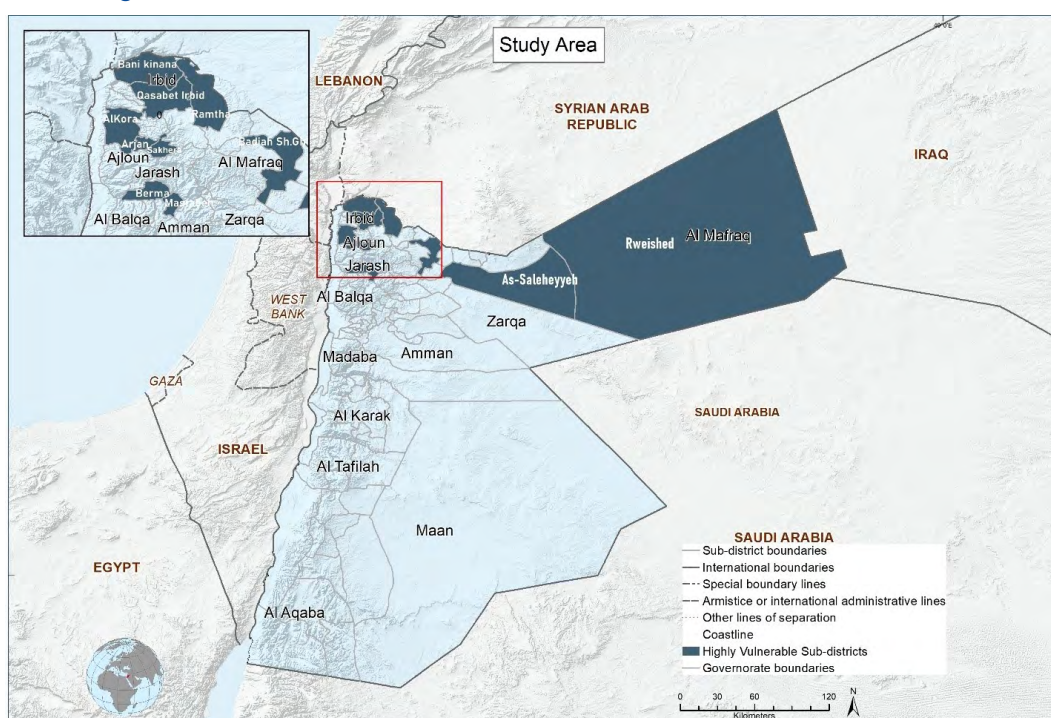 Study Area
40°0'E
LEBANON
SYRIAN ARAB
REPUBLIC
IRAQ
Bani kinana
Irbid
Qasabet Irbid
Ramtha
AlKora
Arjan
Sakhera
Ajloun
Jarash
Al Mafraq
Berma
Al Balqa
Amman
Zarqa
Irbid
Ajloun
Jarash
Rweished
Al Mafraq
As-Saleheyyeh
WEST
BANK
Al Balqa
Zarqa
Madaba
Amman
GAZA
Al Karak
SAUDI ARABIA
ISRAEL
Al Tafilah
Maan
EGYPT
Al Aqaba
SAUDI ARABIA
Sub-district boundaries
International boundaries
Special boundary lines
Armistice or international administrative lines
Other lines of separation
Coastline
Highly Vulnerable Sub-districts
Governorate boundaries
0 30 60 120
Kilometers
N